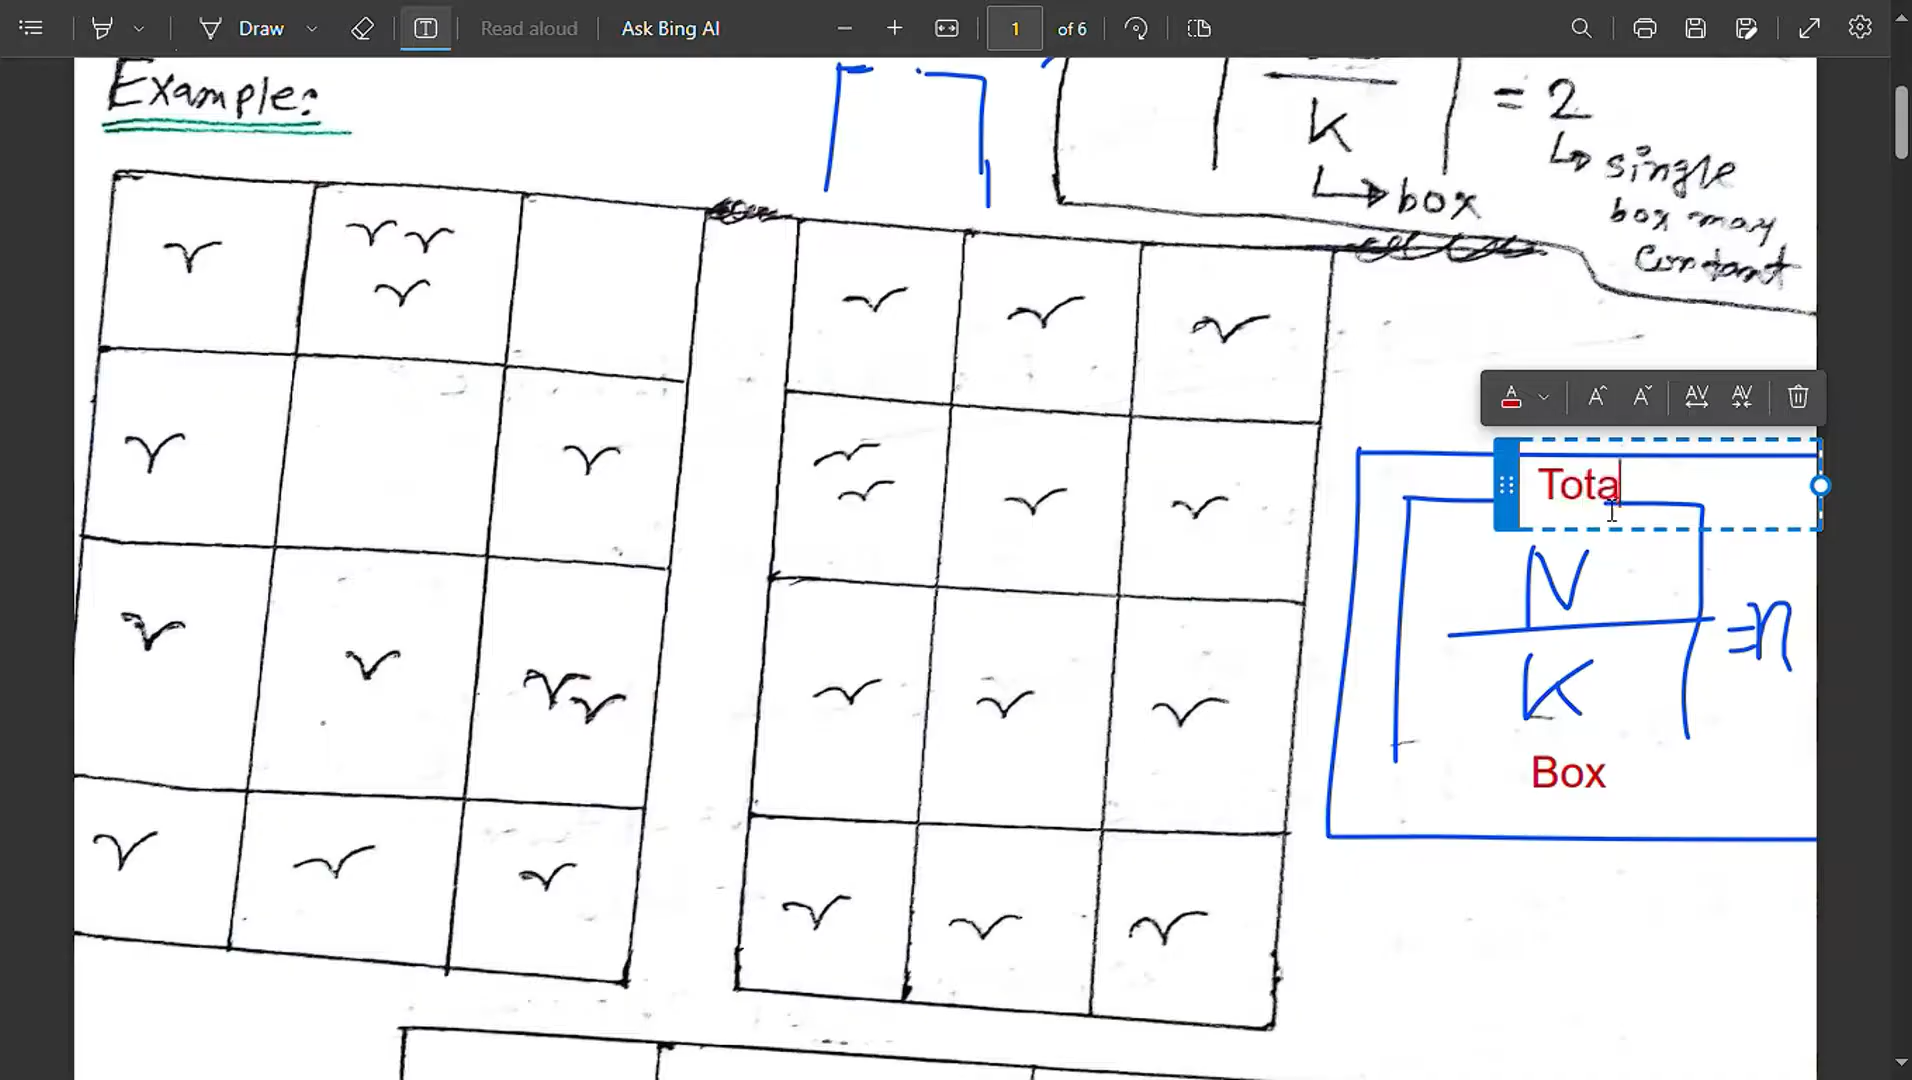 Draw
Read aloud
Ask Bing AI
1 of 6
Example:
K
= 2
↳ single
↳ box
box may
Contant
Tota
N
K
=n
Box